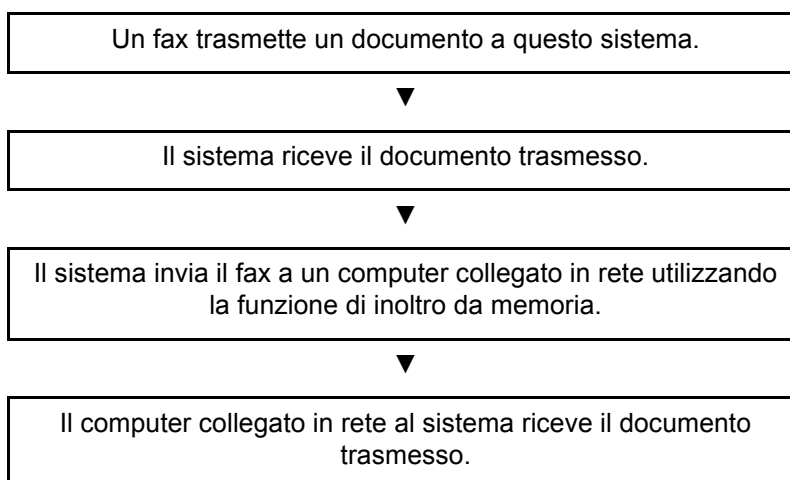 Un fax trasmette un documento a questo sistema.
▼
Il sistema riceve il documento trasmesso.
▼
Il sistema invia il fax a un computer collegato in rete utilizzando
la funzione di inoltro da memoria.
▼
Il computer collegato in rete al sistema riceve il documento
trasmesso.